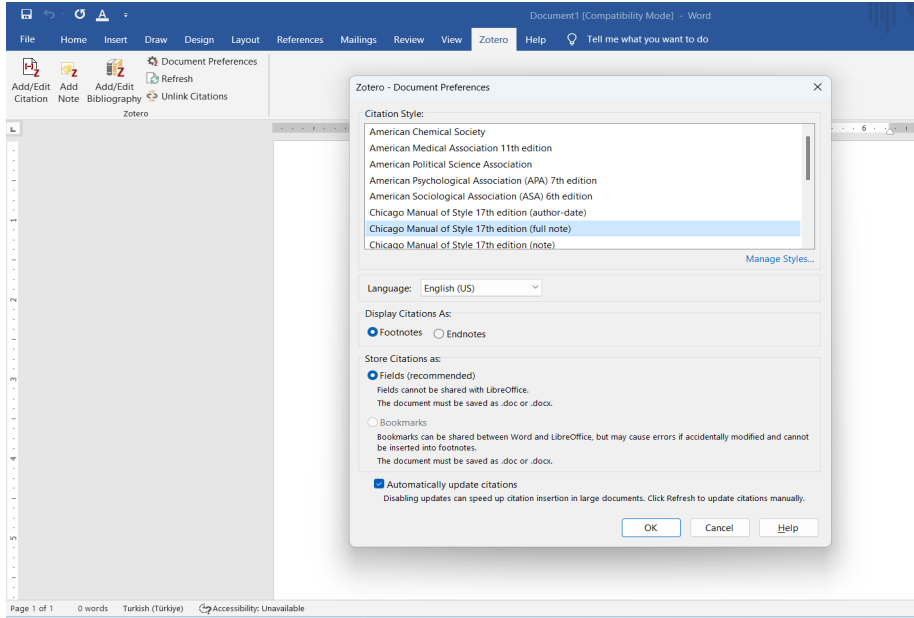 Document1 [Compatibility Mode] - Word
File Home Insert Draw Design Layout References Mailings Review View Zotero Help Tell me what you want to do
Add/Edit Citation
Add Note
Add/Edit Bibliography
Document Preferences
Refresh
Unlink Citations
Zotero
6
Zotero - Document Preferences
Citation Style:
American Chemical Society
American Medical Association 11th edition
American Political Science Association
American Psychological Association (APA) 7th edition
American Sociological Association (ASA) 6th edition
Chicago Manual of Style 17th edition (author-date)
Chicago Manual of Style 17th edition (full note)
Chicago Manual of Style 17th edition (note)
Manage Styles...
Language: English (US)
Display Citations As:
Footnotes Endnotes
Store Citations as:
Fields (recommended)
Fields cannot be shared with LibreOffice.
The document must be saved as .doc or .docx.
Bookmarks
Bookmarks can be shared between Word and LibreOffice, but may cause errors if accidentally modified and cannot
be inserted into footnotes.
The document must be saved as .doc or .docx.
Automatically update citations
Disabling updates can speed up citation insertion in large documents. Click Refresh to update citations manually.
OK Cancel Help
1
2
3
4
5
Page 1 of 1 0 words Turkish (Türkiye) Accessibility: Unavailable